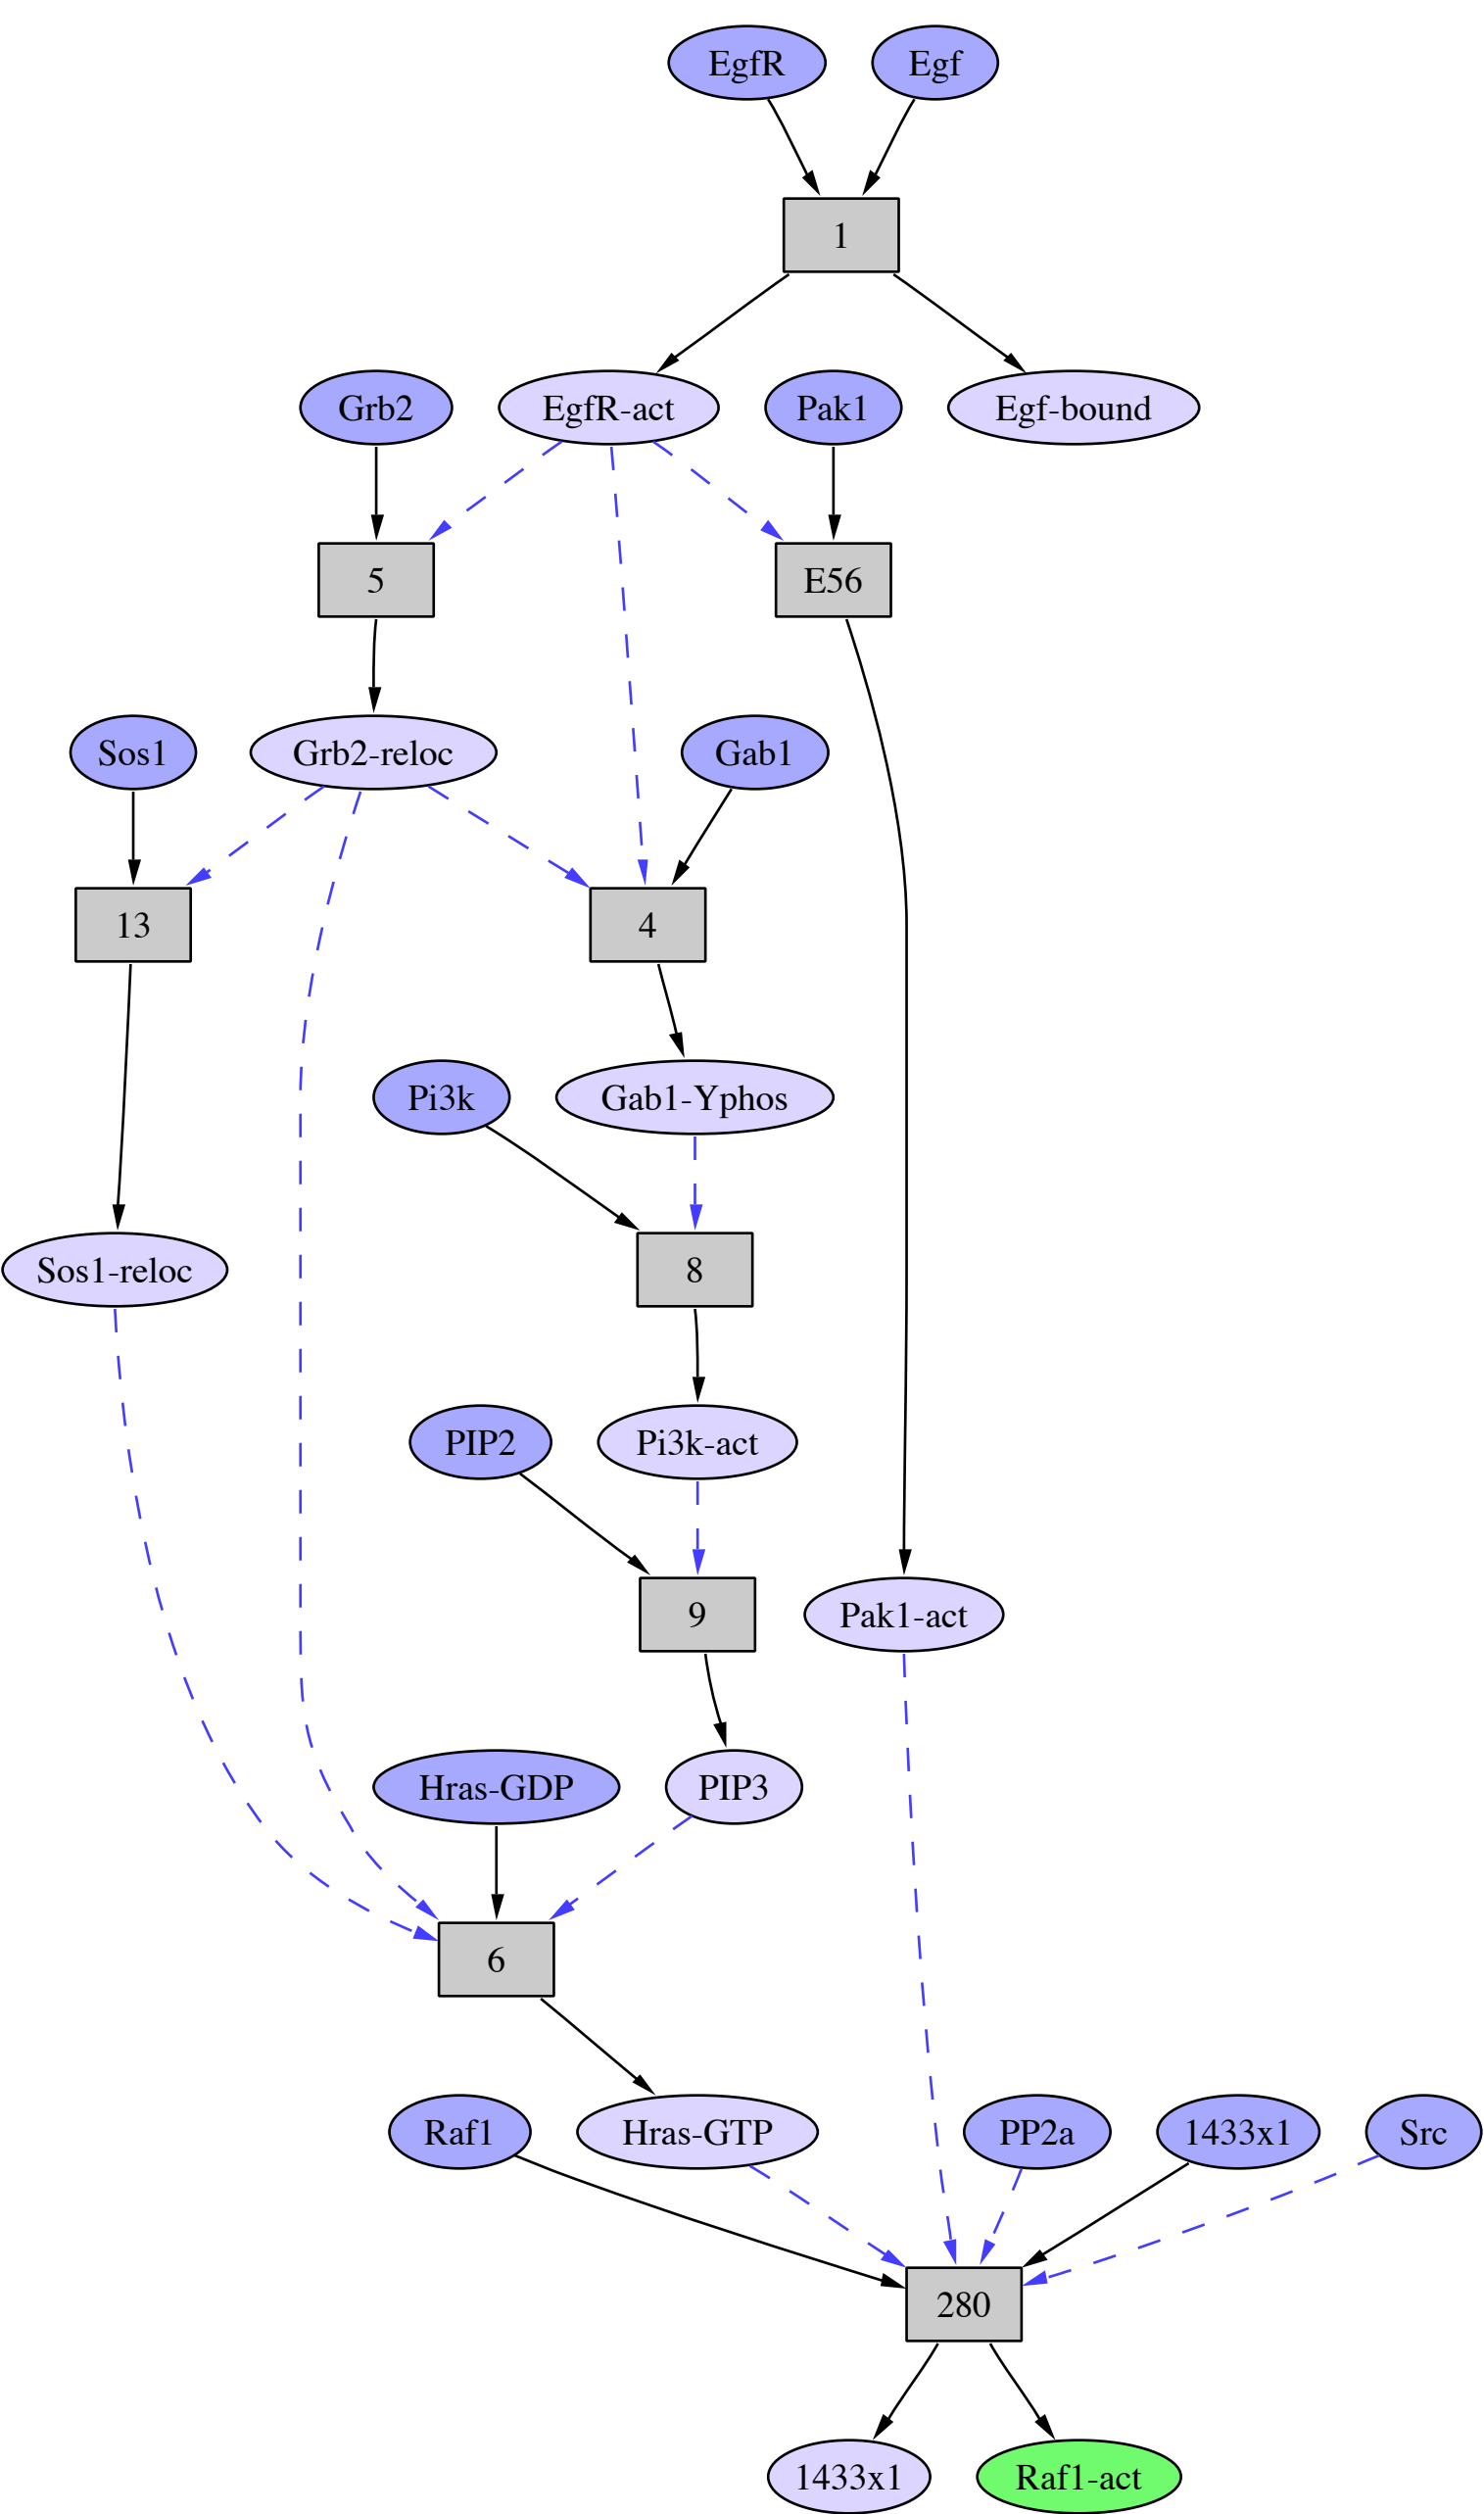 EgfR Egf
1
Grb2 EgfR-act Pak1 Egf-bound
5 E56
Sos1 Grb2-reloc Gab1
13 4
Pi3k Gab1-Yphos
Sos1-reloc 8
PIP2 Pi3k-act
9 Pak1-act
Hras-GDP PIP3
6
Raf1 Hras-GTP PP2a 1433x1 Src
280
1433x1 Raf1-act